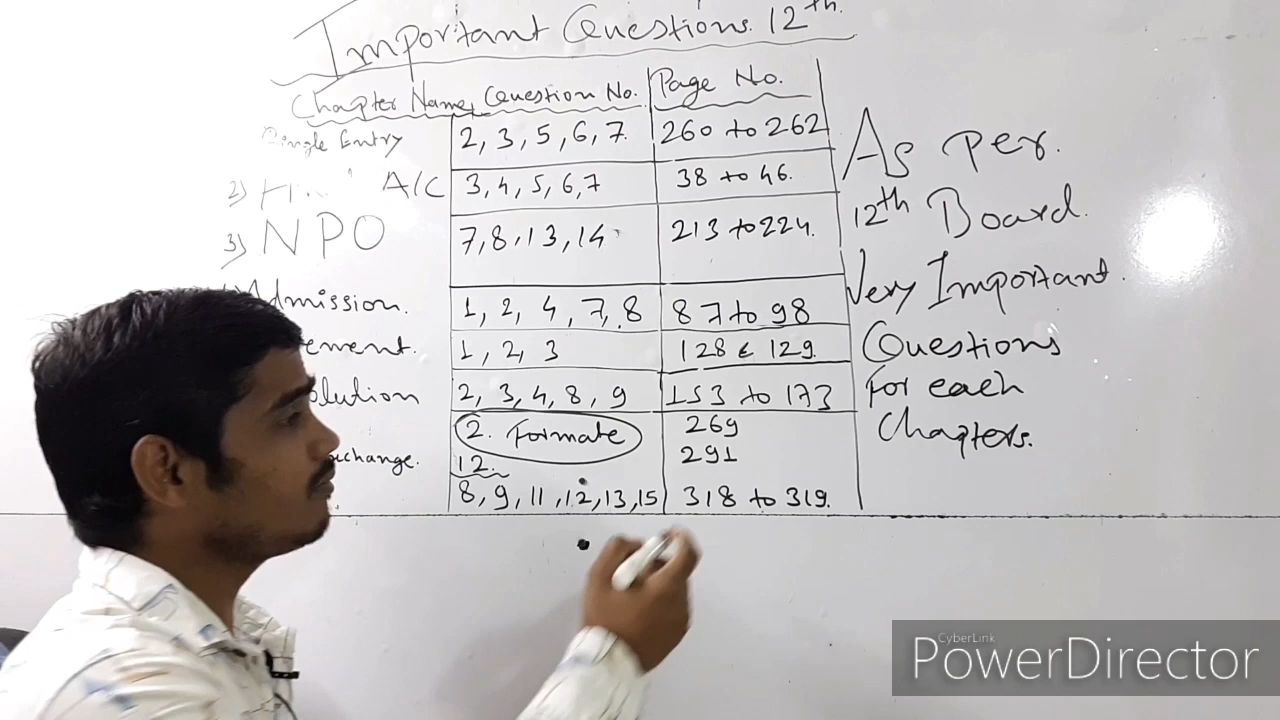 Important Questions 12th.
Chapter Name, Question No. Page No.
Single Entry 2, 3, 5, 6, 7. 260 to 262
2) A/C 3, 4, 5, 6, 7 38 to 46.
3) NPO 7, 8, 13, 14 213 to 224.
Admission. 1, 2, 4, 7, 8 87 to 98
ement. 1, 2, 3 128 & 129.
olution 2, 3, 4, 8, 9 153 to 173
2. Formate 269
xchange. 12. 291
8, 9, 11, 12, 13, 15 318 to 319.
As per.
12th Board.
Very Important.
Questions
For each
Chapters.
CyberLink
PowerDirector